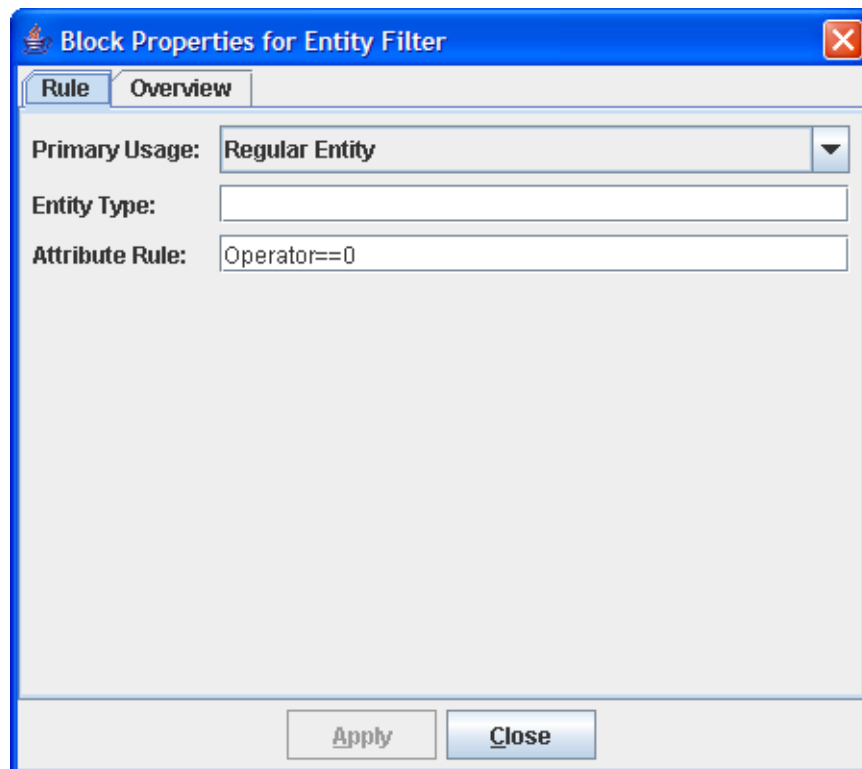 Block Properties for Entity Filter
Rule Overview
Primary Usage: Regular Entity
Entity Type:
Attribute Rule: Operator==0
Apply Close